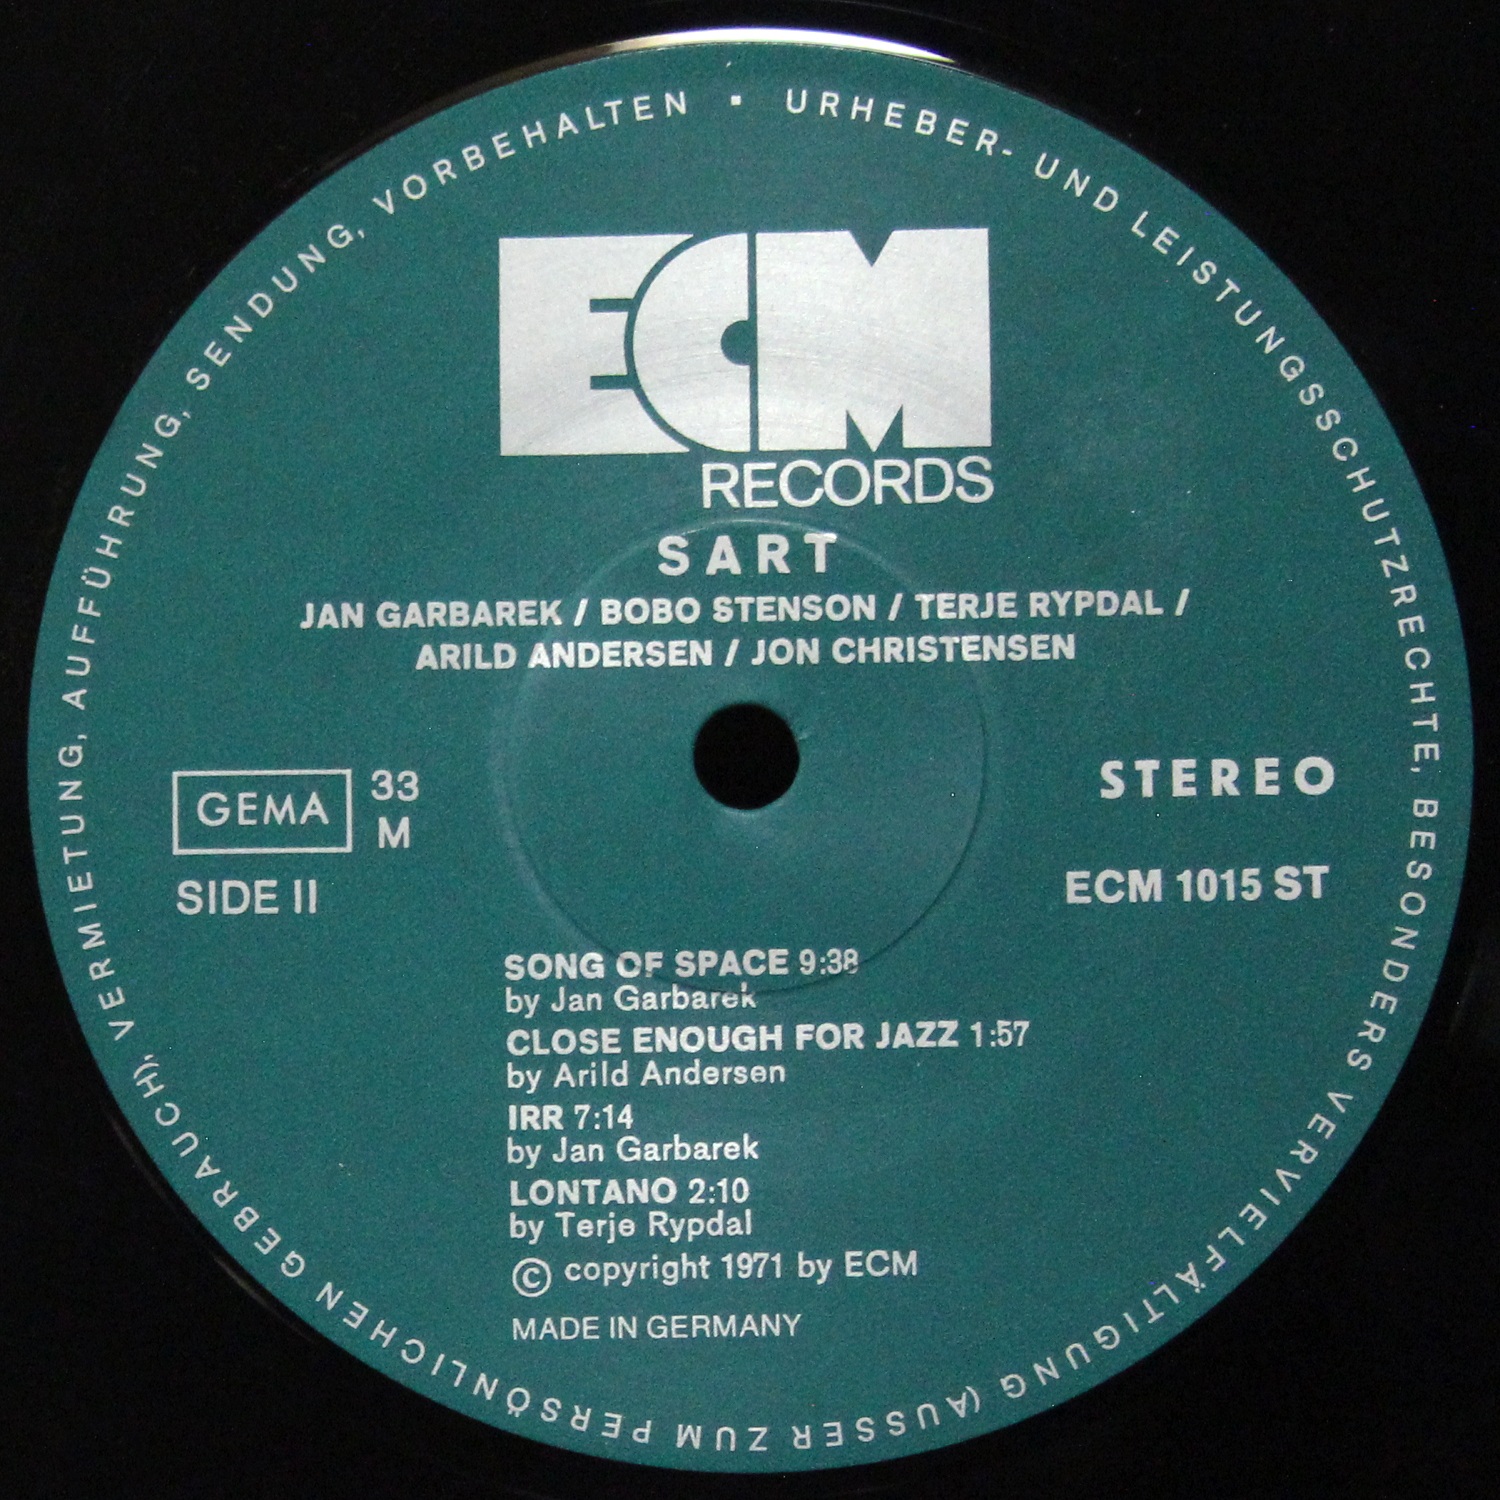 URHEBER- UND LEISTUNGSSCHUTZRECHTE, BESONDERS VERVIELFÄLTIGUNG (AUSSER ZUM PERSÖNLICHEN GEBRAUCH), VERMIETUNG, AUFFÜHRUNG, SENDUNG, VORBEHALTEN ▪
ECM
RECORDS
SART
JAN GARBAREK / BOBO STENSON / TERJE RYPDAL /
ARILD ANDERSEN / JON CHRISTENSEN
GEMA 33
M
SIDE II
STEREO
ECM 1015 ST
SONG OF SPACE 9:38
by Jan Garbarek
CLOSE ENOUGH FOR JAZZ 1:57
by Arild Andersen
IRR 7:14
by Jan Garbarek
LONTANO 2:10
by Terje Rypdal
© copyright 1971 by ECM
MADE IN GERMANY